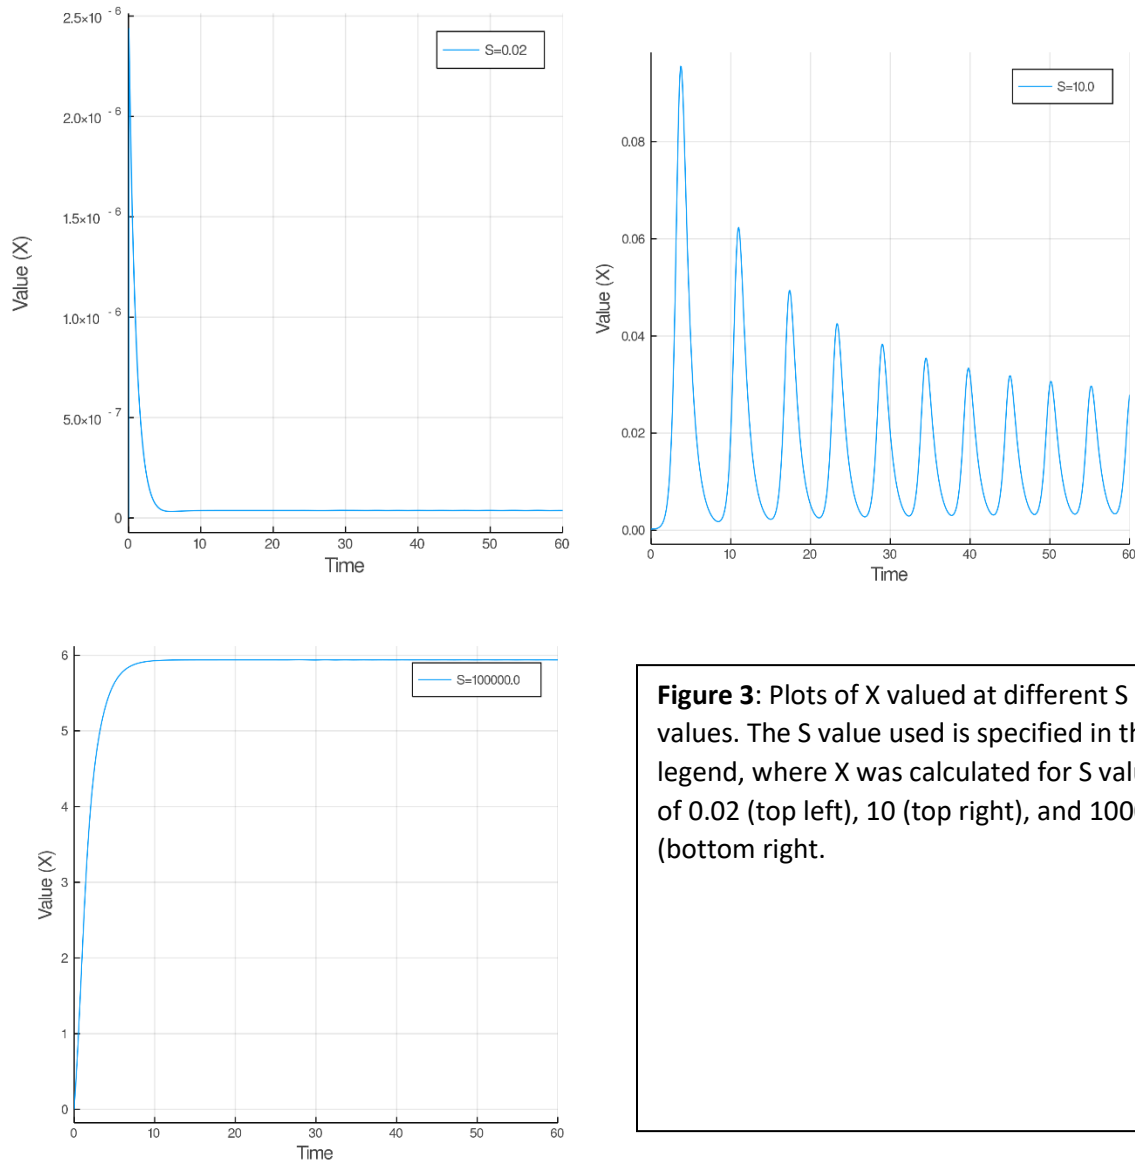 2.5×10 -6
2.0×10 -6
1.5×10 -6
1.0×10 -6
5.0×10 -7
0
Value (X)
S=0.02
0 10 20 30 40 50 60
Time
0.08
0.06
0.04
0.02
0.00
Value (X)
S=10.0
0 10 20 30 40 50 60
Time
6
5
4
3
2
1
0
Value (X)
S=100000.0
0 10 20 30 40 50 60
Time
Figure 3: Plots of X valued at different S
values. The S value used is specified in
legend, where X was calculated for S
of 0.02 (top left), 10 (top right), and
(bottom right.